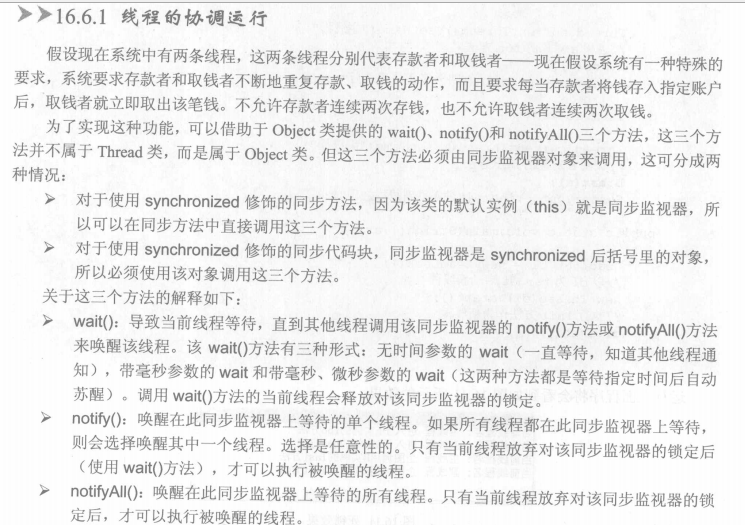 16.6.1 线程的协调运行
假设现在系统中有两条线程，这两条线程分别代表存款者和取钱者——现在假设系统有一种特殊的
要求，系统要求存款者和取钱者不断地重复存款、取钱的动作，而且要求每当存款者将钱存入指定账户
后，取钱者就立即取出该笔钱。不允许存款者连续两次存钱，也不允许取钱者连续两次取钱。
为了实现这种功能，可以借助于 Object 类提供的 wait()、notify()和 notifyAll()三个方法，这三个方
法并不属于 Thread 类，而是属于 Object 类。但这三个方法必须由同步监视器对象来调用，这可分成两
种情况：
➢ 对于使用 synchronized 修饰的同步方法，因为该类的默认实例（this）就是同步监视器，所
以可以在同步方法中直接调用这三个方法。
➢ 对于使用 synchronized 修饰的同步代码块，同步监视器是 synchronized 后括号里的对象，
所以必须使用该对象调用这三个方法。
关于这三个方法的解释如下：
➢ wait()：导致当前线程等待，直到其他线程调用该同步监视器的 notify()方法或 notifyAll()方法
来唤醒该线程。该 wait()方法有三种形式：无时间参数的 wait（一直等待，知道其他线程通
知），带毫秒参数的 wait 和带毫秒、微秒参数的 wait（这两种方法都是等待指定时间后自动
苏醒）。调用 wait()方法的当前线程会释放对该同步监视器的锁定。
➢ notify()：唤醒在此同步监视器上等待的单个线程。如果所有线程都在此同步监视器上等待，
则会选择唤醒其中一个线程。选择是任意性的。只有当前线程放弃对该同步监视器的锁定后
（使用 wait()方法），才可以执行被唤醒的线程。
➢ notifyAll()：唤醒在此同步监视器上等待的所有线程。只有当前线程放弃对该同步监视器的锁
定后，才可以执行被唤醒的线程。